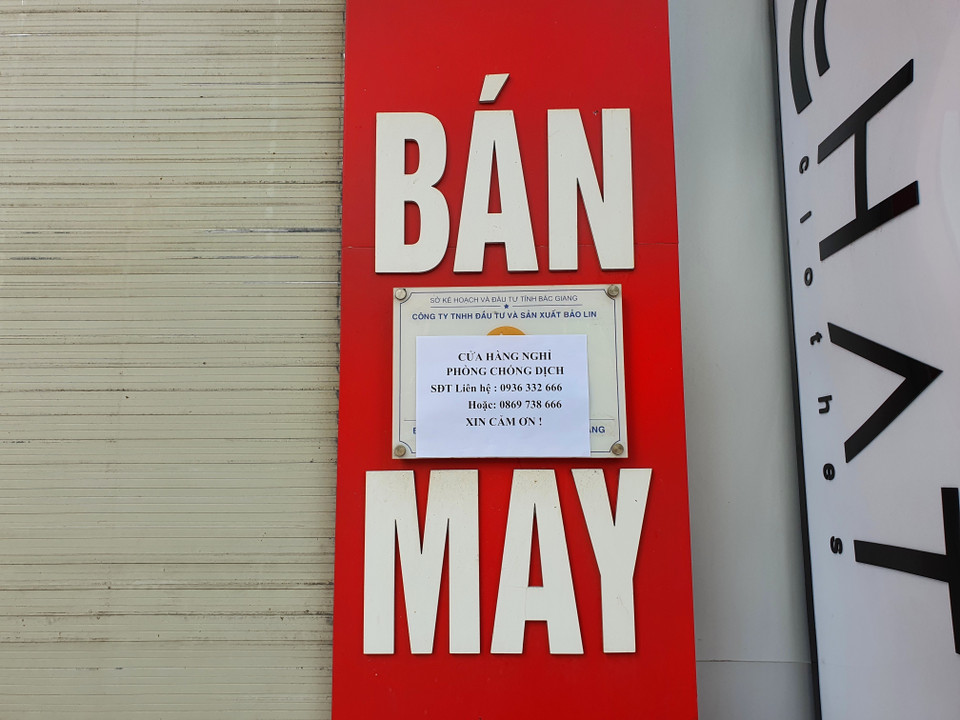 BÁN
SỞ KẾ HOẠCH VÀ ĐẦU TƯ TỈNH BẮC GIANG
CÔNG TY TNHH ĐẦU TƯ VÀ SẢN XUẤT BẢO LIN
CỬA HÀNG NGHỈ
PHÒNG CHỐNG DỊCH
SĐT Liên hệ : 0936 332 666
Hoặc: 0869 738 666
XIN CẢM ƠN !
MAY
clothes